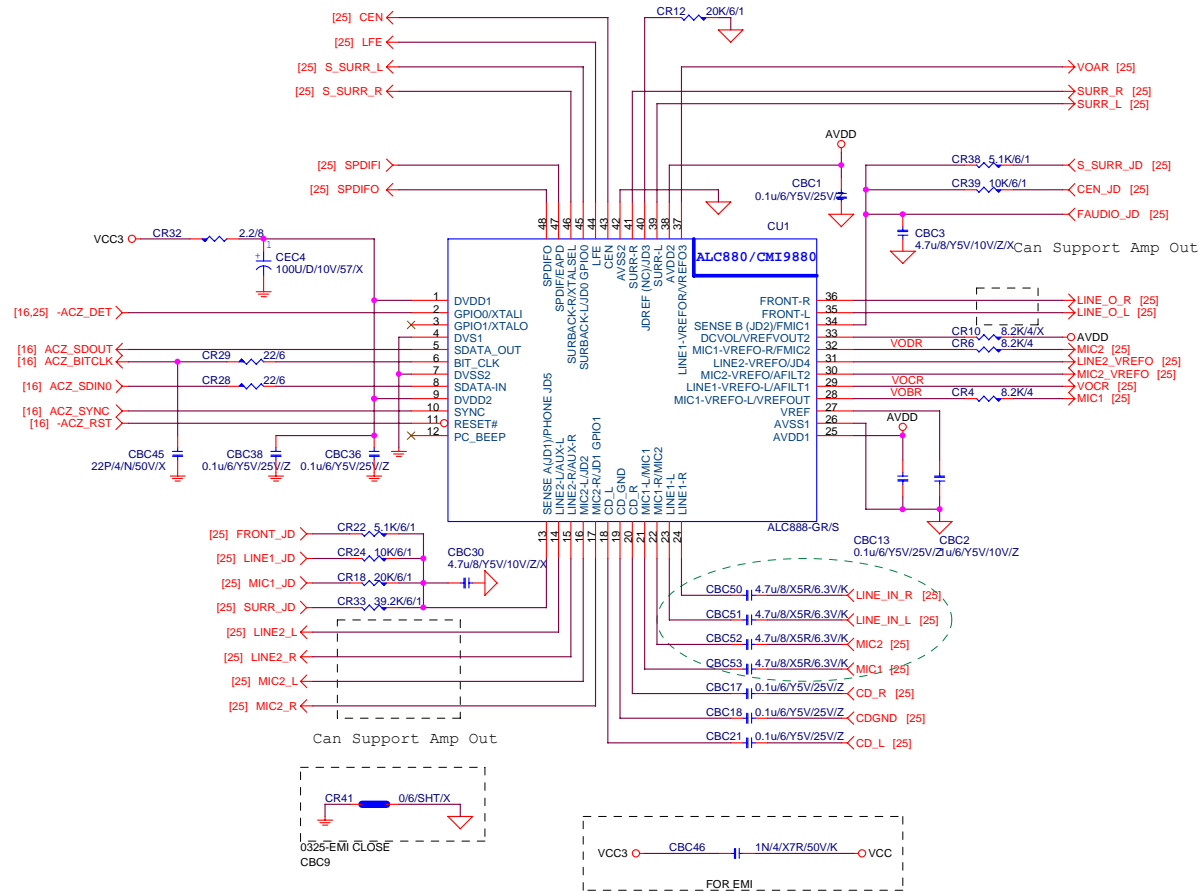 [25] CEN
[25] LFE
[25] S_SURR_L
[25] S_SURR_R
[25] SPDIFI
[25] SPDIFO
CR12 20K/6/1
VOAR [25]
SURR_R [25]
SURR_L [25]
AVDD
CBC1
0.1u/6/Y5V/25V/Z
CR38 5.1K/6/1
S_SURR_JD [25]
CR39 10K/6/1
CEN_JD [25]
FAUDIO_JD [25]
CBC3
4.7u/8/Y5V/10V/Z/X
Can Support Amp Out
VCC3
CR32 2.2/8
1
+
CEC4
100U/D/10V/57/X
48 47 46 45 44 43 42 41 40 39 38 37
CU1
SPDIFO
SPDIF/EAPD
SURBACK-R/XTALSEL
SURBACK-L/JD0 GPIO0
LFE
CEN
AVSS2
SURR-R
JDREF (NC)/JD3
SURR-L
AVDD2
LINE1-VREFOR/VREFO3
ALC880/CMI9880
[16,25] -ACZ_DET
[16] ACZ_SDOUT
[16] ACZ_BITCLK
[16] ACZ_SDIN0
[16] ACZ_SYNC
[16] -ACZ_RST
CR29 22/6
CR28 22/6
CBC45
22P/4/N/50V/X
CBC38
0.1u/6/Y5V/25V/Z
CBC36
0.1u/6/Y5V/25V/Z
1 DVDD1
2 GPIO0/XTALI
3 GPIO1/XTALO
4 DVS1
5 SDATA_OUT
6 BIT_CLK
7 DVSS2
8 SDATA-IN
9 DVDD2
10 SYNC
11 RESET#
12 PC_BEEP
FRONT-R 36
FRONT-L 35
SENSE B (JD2)/FMIC1 34
DCVOL/VREFVOUT2 33
MIC1-VREFO-R/FMIC2 32
LINE2-VREFO/JD4 31
MIC2-VREFO/AFILT2 30
LINE1-VREFO-L/AFILT1 29
MIC1-VREFO-L/VREFOUT 28
VREF 27
AVSS1 26
AVDD1 25
LINE_O_R [25]
LINE_O_L [25]
CR10 8.2K/4/X
AVDD
VODR CR6 8.2K/4
MIC2 [25]
LINE2_VREFO [25]
MIC2_VREFO [25]
VOCR
VOCR [25]
VOBR CR4 8.2K/4
MIC1 [25]
AVDD
CBC13
0.1u/6/Y5V/25V/Z
CBC2
1u/6/Y5V/10V/Z
SENSE A(JD1)/PHONE JD5
LINE2-L/AUX-L
LINE2-R/AUX-R
MIC2-L/JD2
MIC2-R/JD1 GPIO1
CD_L
CD_GND
CD_R
MIC1-L/MIC1
MIC1-R/MIC2
LINE1-L
LINE1-R
ALC888-GR/S
13 14 15 16 17 18 19 20 21 22 23 24
[25] FRONT_JD
CR22 5.1K/6/1
[25] LINE1_JD
CR24 10K/6/1
[25] MIC1_JD
CR18 20K/6/1
[25] SURR_JD
CR33 39.2K/6/1
CBC30
4.7u/8/Y5V/10V/Z/X
[25] LINE2_L
[25] LINE2_R
[25] MIC2_L
[25] MIC2_R
Can Support Amp Out
CBC50 4.7u/8/X5R/6.3V/K LINE_IN_R [25]
CBC51 4.7u/8/X5R/6.3V/K LINE_IN_L [25]
CBC52 4.7u/8/X5R/6.3V/K MIC2 [25]
CBC53 4.7u/8/X5R/6.3V/K MIC1 [25]
CBC17 0.1u/6/Y5V/25V/Z CD_R [25]
CBC18 0.1u/6/Y5V/25V/Z CDGND [25]
CBC21 0.1u/6/Y5V/25V/Z CD_L [25]
CR41 0/6/SHT/X
0325-EMI CLOSE
CBC9
VCC3 CBC46 1N/4/X7R/50V/K VCC
FOR EMI